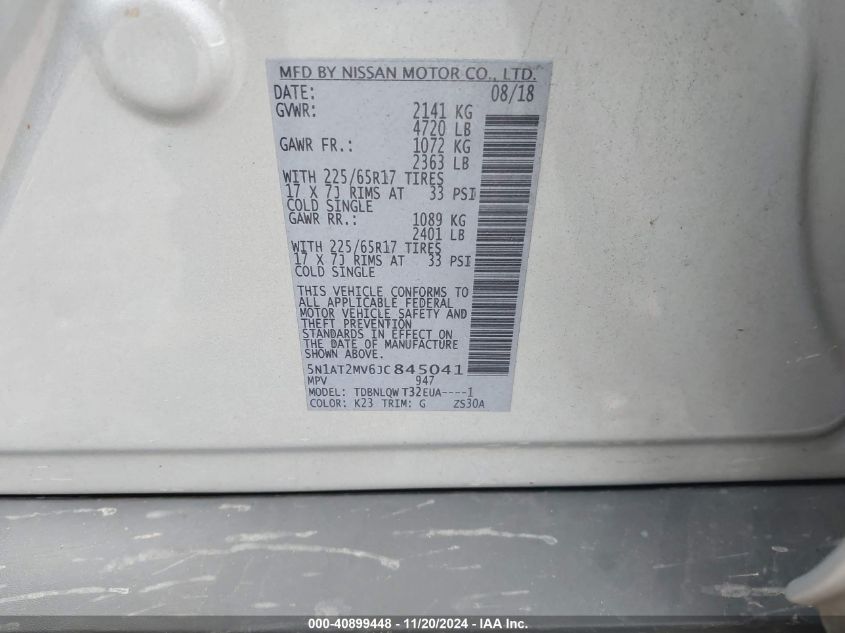 MFD BY NISSAN MOTOR CO., LTD.
DATE: 08/18
GVWR: 2141 KG
4720 LB
GAWR FR.: 1072 KG
2363 LB
WITH 225/65R17 TIRES
17 X 7J RIMS AT 33 PSI
COLD SINGLE
GAWR RR.: 1089 KG
2401 LB
WITH 225/65R17 TIRES
17 X 7J RIMS AT 33 PSI
COLD SINGLE
THIS VEHICLE CONFORMS TO
ALL APPLICABLE FEDERAL
MOTOR VEHICLE SAFETY AND
THEFT PREVENTION
STANDARDS IN EFFECT ON
THE DATE OF MANUFACTURE
SHOWN ABOVE.
5N1AT2MV6JC845041
MPV 947
MODEL: TDBNLQW T32EUA----1
COLOR: K23 TRIM: G ZS30A
000-40899448 - 11/20/2024 - IAA Inc.